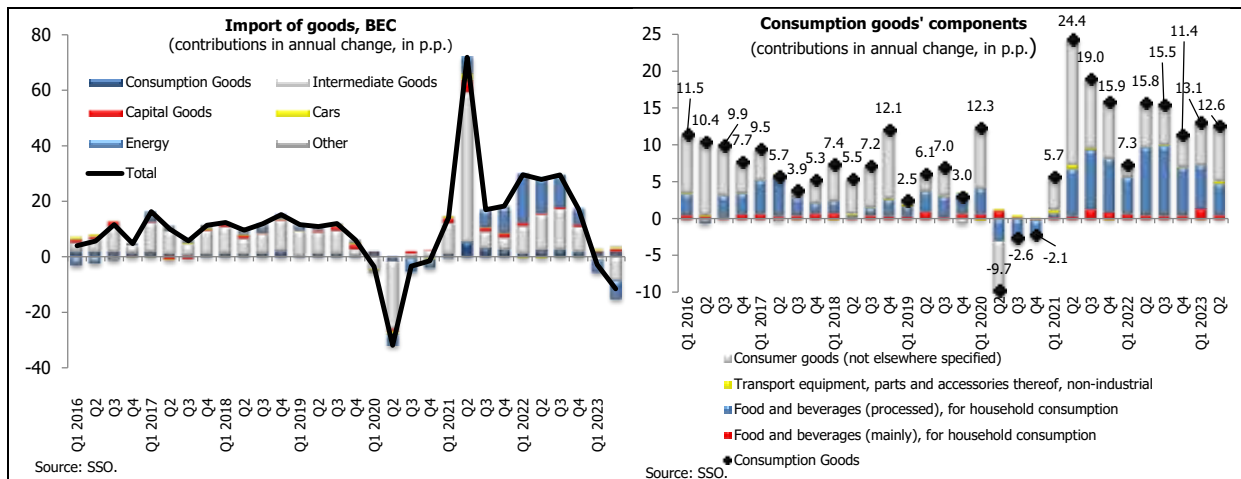 Import of goods, BEC
(contributions in annual change, in p.p.)
80
60
40
20
0
-20
-40
Consumption Goods
Intermediate Goods
Capital Goods
Cars
Energy
Other
Total
Q1 2016
Q2
Q3
Q4
Q1 2017
Q2
Q3
Q4
Q1 2018
Q2
Q3
Q4
Q1 2019
Q2
Q3
Q4
Q1 2020
Q2
Q3
Q4
Q1 2021
Q2
Q3
Q4
Q1 2022
Q2
Q3
Q4
Q1 2023
Source: SSO.
Consumption goods' components
(contributions in annual change, in p.p.)
25
20
15
10
5
0
-5
-10
11.5
10.4
9.9
7.7
9.5
5.7
3.9
5.3
7.4
5.5
7.2
12.1
2.5
6.1
7.0
3.0
12.3
-9.7
-2.6
-2.1
5.7
24.4
19.0
15.9
7.3
15.8
15.5
11.4
13.1
12.6
Q1 2016
Q2
Q3
Q4
Q1 2017
Q2
Q3
Q4
Q1 2018
Q2
Q3
Q4
Q1 2019
Q2
Q3
Q4
Q1 2020
Q2
Q3
Q4
Q1 2021
Q2
Q3
Q4
Q1 2022
Q2
Q3
Q4
Q1 2023
Q2
Consumer goods (not elsewhere specified)
Transport equipment, parts and accessories thereof, non-industrial
Food and beverages (processed), for household consumption
Food and beverages (mainly), for household consumption
Consumption Goods
Source: SSO.